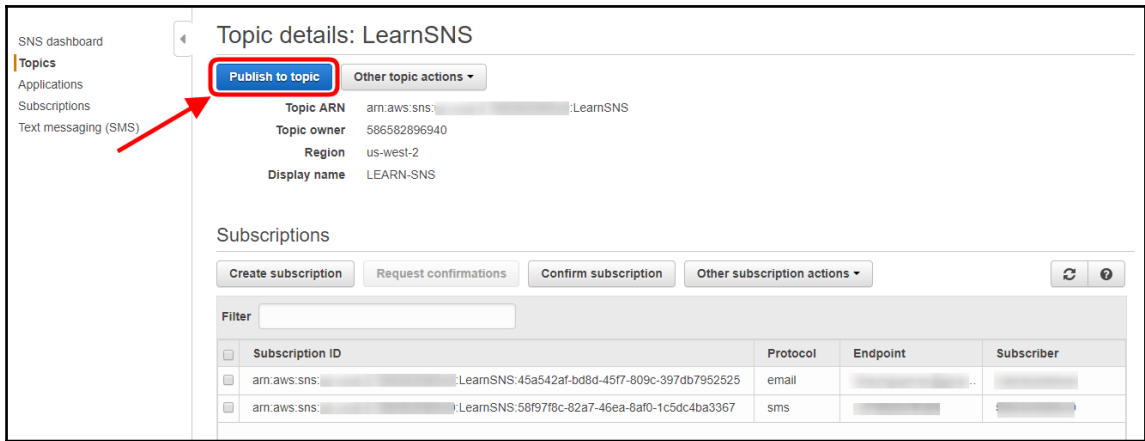 SNS dashboard
Topics
Applications
Subscriptions
Text messaging (SMS)
Topic details: LearnSNS
Publish to topic
Other topic actions
Topic ARN arn:aws:sns: :LearnSNS
Topic owner 586582896940
Region us-west-2
Display name LEARN-SNS
Subscriptions
Create subscription Request confirmations Confirm subscription Other subscription actions
Filter
Subscription ID Protocol Endpoint Subscriber
arn:aws:sns: :LearnSNS:45a542af-bd8d-45f7-809c-397db7952525 email
arn:aws:sns: :LearnSNS:58f97f8c-82a7-46ea-8af0-1c5dc4ba3367 sms